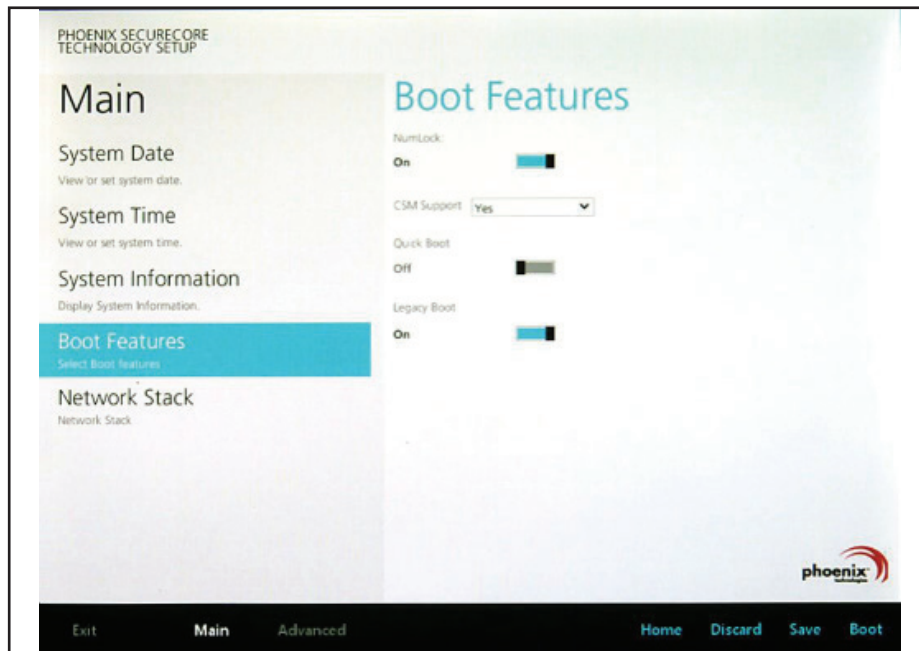 PHOENIX SECURECORE
TECHNOLOGY SETUP
Main
System Date
View or set system date.
System Time
View or set system time.
System Information
Display System Information.
Boot Features
Select Boot features
Network Stack
Network Stack
Boot Features
NumLock:
On
CSM Support Yes
Quick Boot
Off
Legacy Boot
On
phoenix
technologies
Exit Main Advanced Home Discard Save Boot